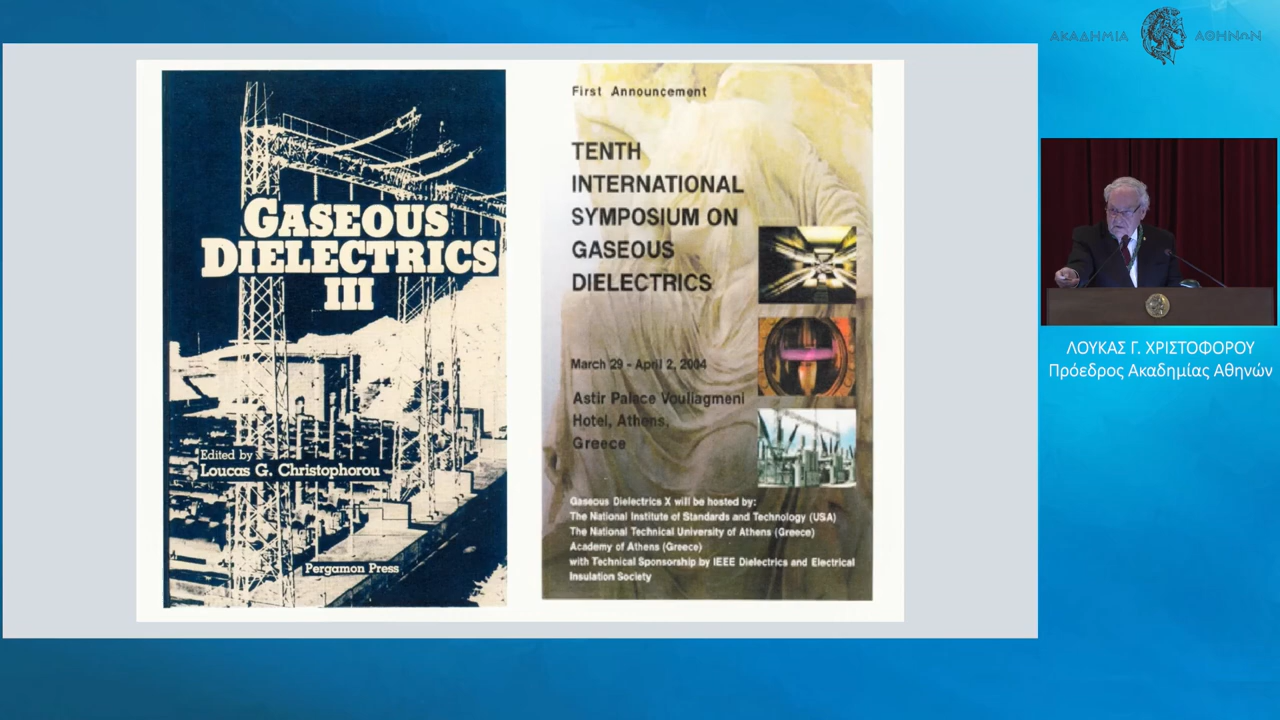 ΑΚΑΔΗΜΙΑ ΑΘΗΝΩΝ
GASEOUS
DIELECTRICS
III
Edited by
Loucas G. Christophorou
Pergamon Press
First Announcement
TENTH
INTERNATIONAL
SYMPOSIUM ON
GASEOUS
DIELECTRICS
March 29 - April 2, 2004
Astir Palace Vouliagmeni
Hotel, Athens,
Greece
Gaseous Dielectrics X will be hosted by:
The National Institute of Standards and Technology (USA)
The National Technical University of Athens (Greece)
Academy of Athens (Greece)
with Technical Sponsorship by IEEE Dielectrics and Electrical
Insulation Society
ΛΟΥΚΑΣ Γ. ΧΡΙΣΤΟΦΟΡΟΥ
Πρόεδρος Ακαδημίας Αθηνών